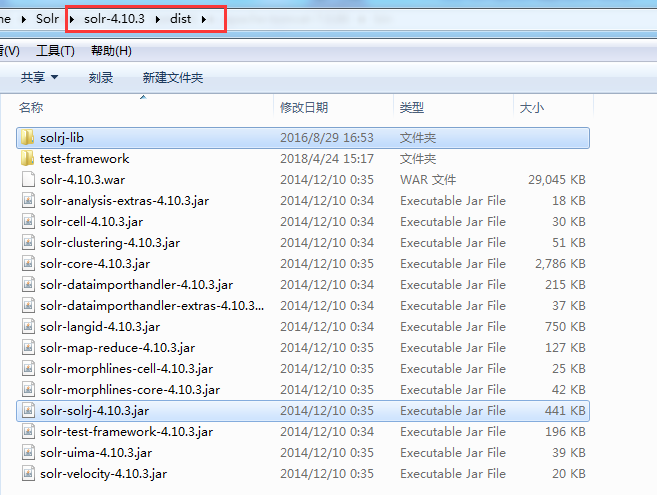 ne ▸ Solr ▸ solr-4.10.3 ▸ dist ▸
看(V) 工具(T) 帮助(H)
共享 刻录 新建文件夹
名称 修改日期 类型 大小
solrj-lib 2016/8/29 16:53 文件夹
test-framework 2018/4/24 15:17 文件夹
solr-4.10.3.war 2014/12/10 0:35 WAR 文件 29,045 KB
solr-analysis-extras-4.10.3.jar 2014/12/10 0:34 Executable Jar File 18 KB
solr-cell-4.10.3.jar 2014/12/10 0:34 Executable Jar File 30 KB
solr-clustering-4.10.3.jar 2014/12/10 0:34 Executable Jar File 51 KB
solr-core-4.10.3.jar 2014/12/10 0:35 Executable Jar File 2,786 KB
solr-dataimporthandler-4.10.3.jar 2014/12/10 0:34 Executable Jar File 215 KB
solr-dataimporthandler-extras-4.10.3... 2014/12/10 0:34 Executable Jar File 37 KB
solr-langid-4.10.3.jar 2014/12/10 0:34 Executable Jar File 750 KB
solr-map-reduce-4.10.3.jar 2014/12/10 0:35 Executable Jar File 127 KB
solr-morphlines-cell-4.10.3.jar 2014/12/10 0:35 Executable Jar File 25 KB
solr-morphlines-core-4.10.3.jar 2014/12/10 0:34 Executable Jar File 42 KB
solr-solrj-4.10.3.jar 2014/12/10 0:35 Executable Jar File 441 KB
solr-test-framework-4.10.3.jar 2014/12/10 0:34 Executable Jar File 196 KB
solr-uima-4.10.3.jar 2014/12/10 0:35 Executable Jar File 39 KB
solr-velocity-4.10.3.jar 2014/12/10 0:35 Executable Jar File 20 KB